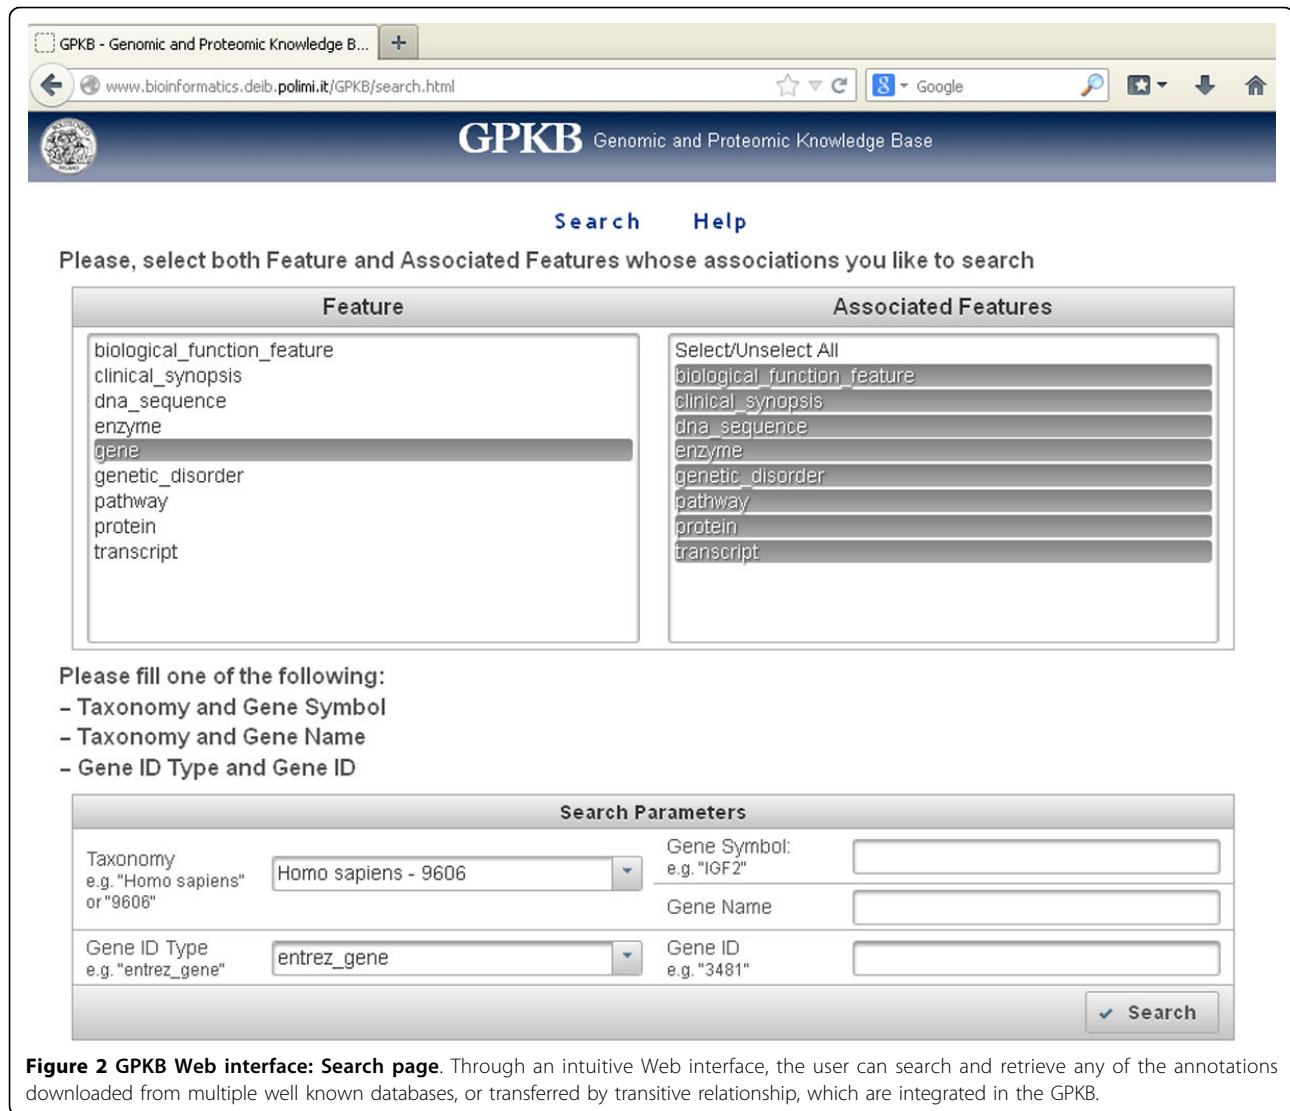 GPKB - Genomic and Proteomic Knowledge B...
www.bioinformatics.deib.polimi.it/GPKB/search.html
8 Google
GPKB Genomic and Proteomic Knowledge Base
Search Help
Please, select both Feature and Associated Features whose associations you like to search
Feature Associated Features
biological_function_feature
clinical_synopsis
dna_sequence
enzyme
gene
genetic_disorder
pathway
protein
transcript
Select/Unselect All
biological_function_feature
clinical_synopsis
dna_sequence
enzyme
genetic_disorder
pathway
protein
transcript
Please fill one of the following:
– Taxonomy and Gene Symbol
– Taxonomy and Gene Name
– Gene ID Type and Gene ID
Search Parameters
Taxonomy
e.g. "Homo sapiens"
or "9606"
Homo sapiens - 9606
Gene Symbol:
e.g. "IGF2"
Gene Name
Gene ID Type
e.g. "entrez_gene"
entrez_gene
Gene ID
e.g. "3481"
Search
Figure 2 GPKB Web interface: Search page. Through an intuitive Web interface, the user can search and retrieve any of the annotations
downloaded from multiple well known databases, or transferred by transitive relationship, which are integrated in the GPKB.